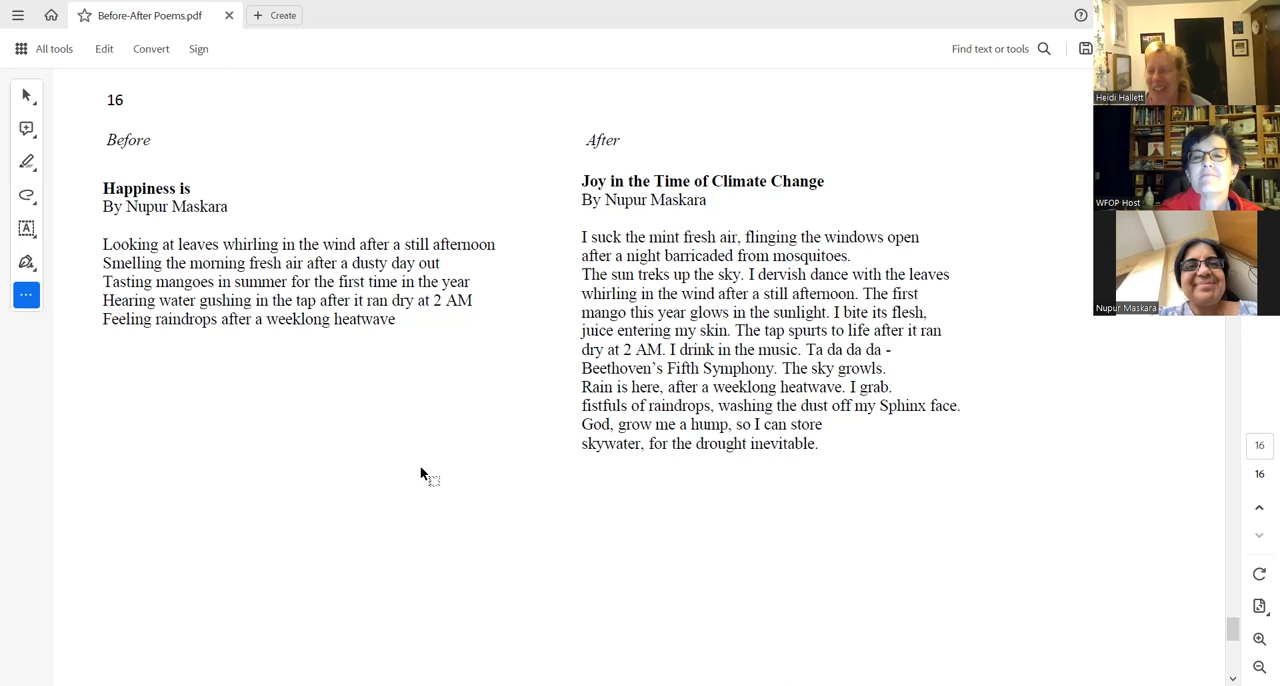 Before-After Poems.pdf
Create
All tools
Edit
Convert
Sign
Find text or tools
Heidi Hallett
WFOP Host
Nupur Maskara
16
Before
Happiness is
By Nupur Maskara
Looking at leaves whirling in the wind after a still afternoon
Smelling the morning fresh air after a dusty day out
Tasting mangoes in summer for the first time in the year
Hearing water gushing in the tap after it ran dry at 2 AM
Feeling raindrops after a weeklong heatwave
After
Joy in the Time of Climate Change
By Nupur Maskara
I suck the mint fresh air, flinging the windows open
after a night barricaded from mosquitoes.
The sun treks up the sky. I dervish dance with the leaves
whirling in the wind after a still afternoon. The first
mango this year glows in the sunlight. I bite its flesh,
juice entering my skin. The tap spurts to life after it ran
dry at 2 AM. I drink in the music. Ta da da da -
Beethoven's Fifth Symphony. The sky growls.
Rain is here, after a weeklong heatwave. I grab.
fistfuls of raindrops, washing the dust off my Sphinx face.
God, grow me a hump, so I can store
skywater, for the drought inevitable.
16
16